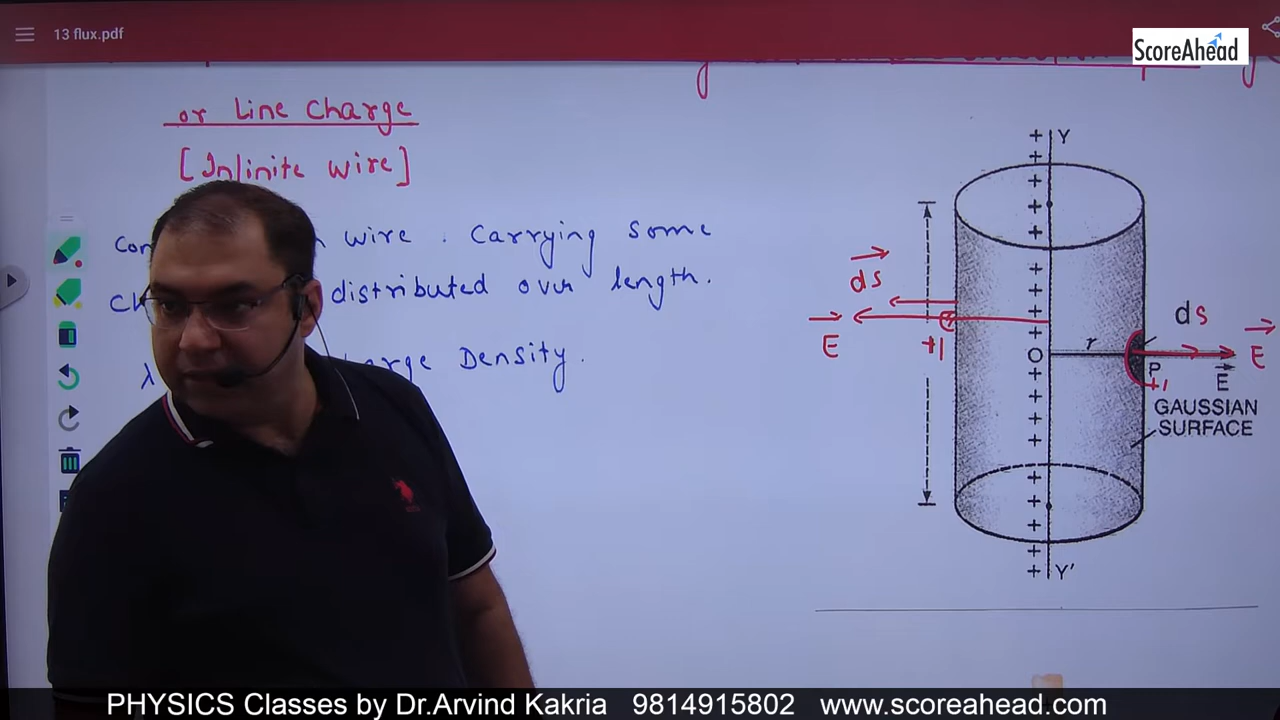 13 flux.pdf
ScoreAhead
or Line Charge
[Infinite wire]
wire. Carrying some
distributed over length.
λ Density.
+ Y
+
+
+
+
+
+
+
O
+
+
+
+
+
+
+
+
+ Y'
ds
E
+1
r
P
+1
ds
E
E
GAUSSIAN
SURFACE
PHYSICS Classes by Dr.Arvind Kakria 9814915802 www.scoreahead.com